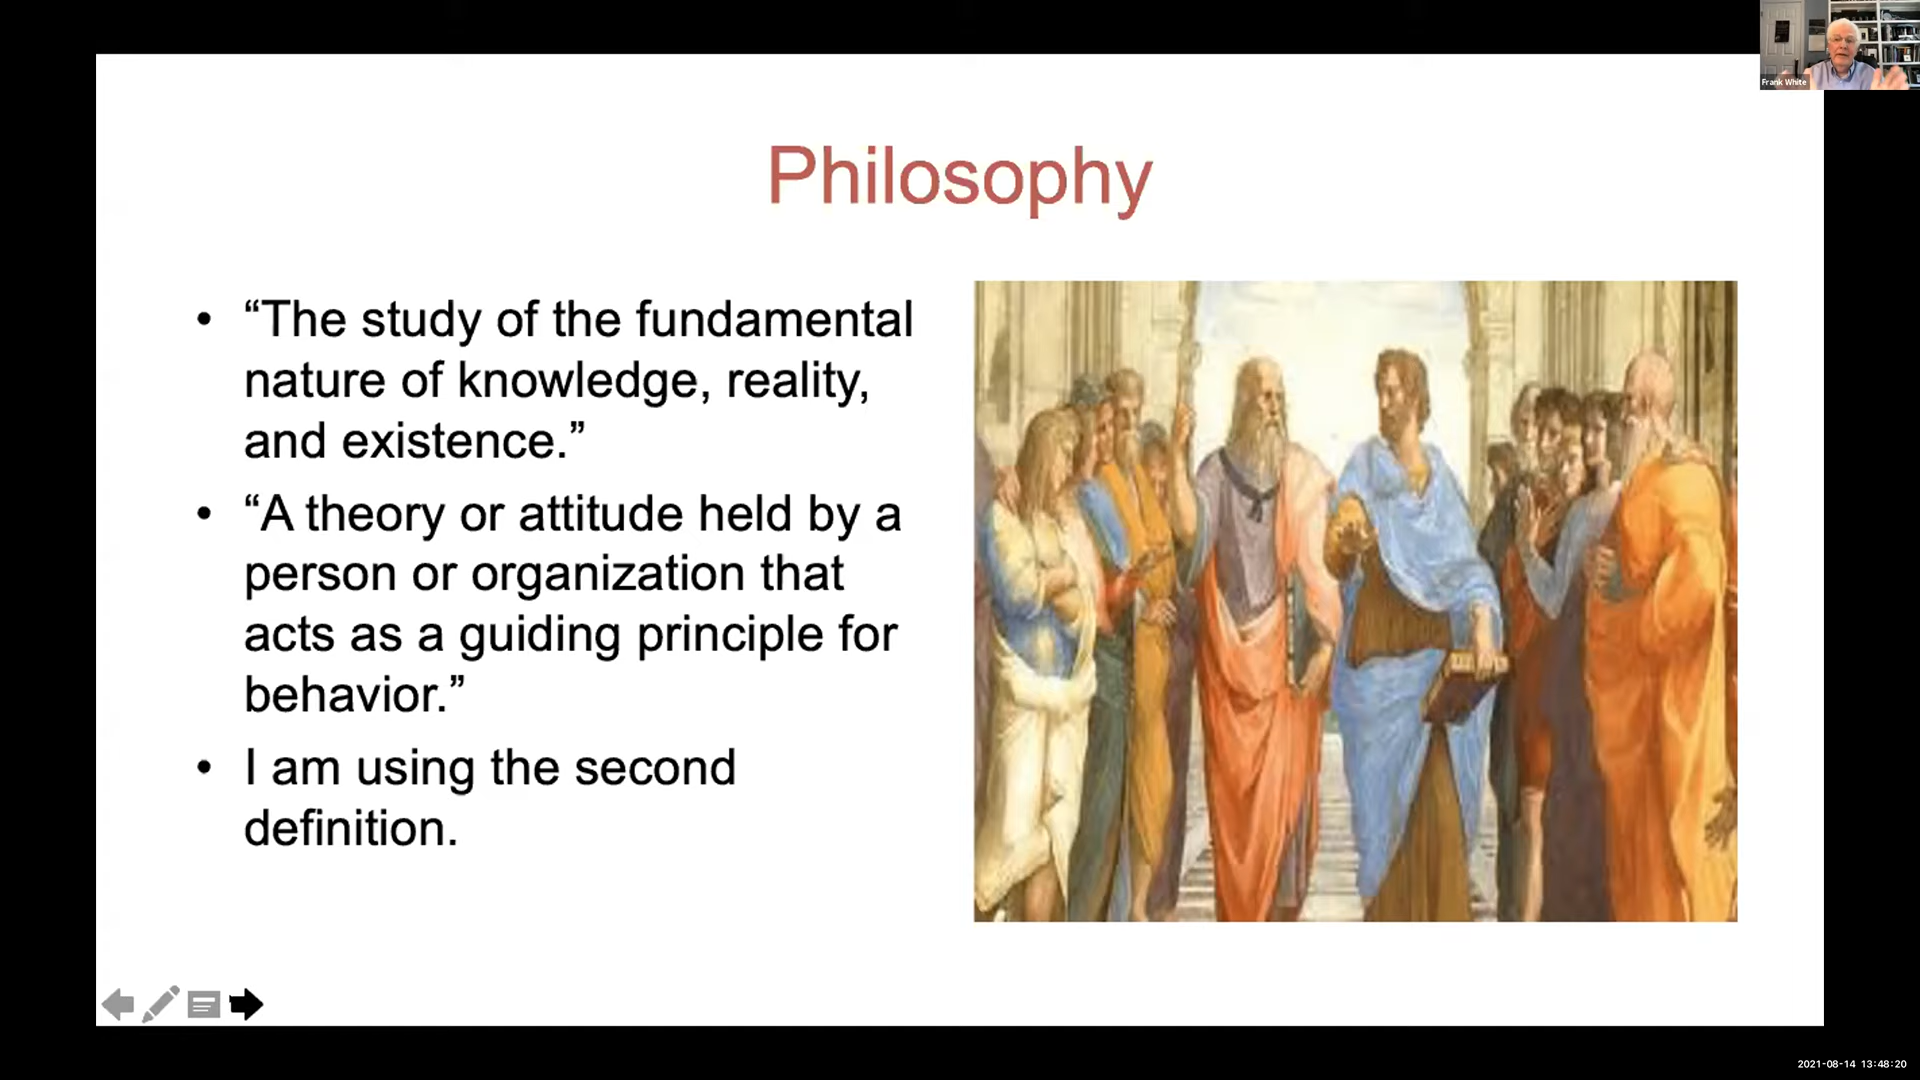 Frank White
Philosophy
• “The study of the fundamental
nature of knowledge, reality,
and existence.”
• “A theory or attitude held by a
person or organization that
acts as a guiding principle for
behavior.”
• I am using the second
definition.
2021-08-14 13:48:20